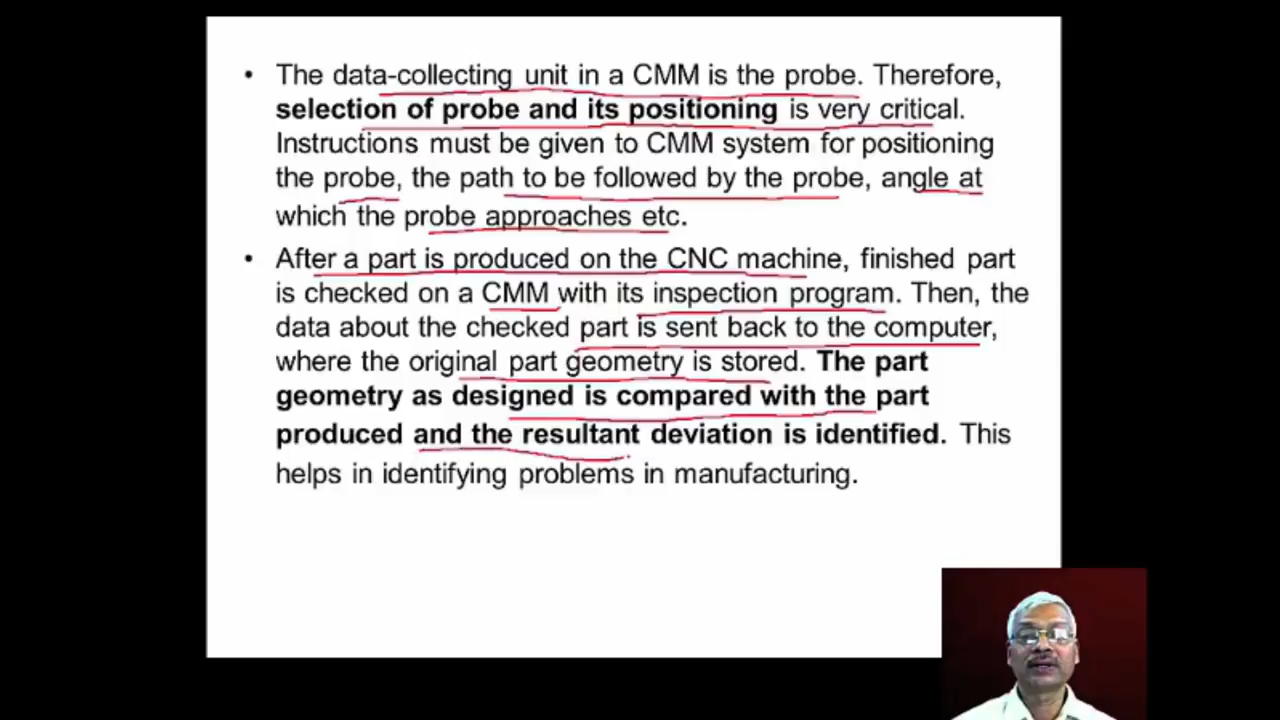 • The data-collecting unit in a CMM is the probe. Therefore,
selection of probe and its positioning is very critical.
Instructions must be given to CMM system for positioning
the probe, the path to be followed by the probe, angle at
which the probe approaches etc.
• After a part is produced on the CNC machine, finished part
is checked on a CMM with its inspection program. Then, the
data about the checked part is sent back to the computer,
where the original part geometry is stored. The part
geometry as designed is compared with the part
produced and the resultant deviation is identified. This
helps in identifying problems in manufacturing.